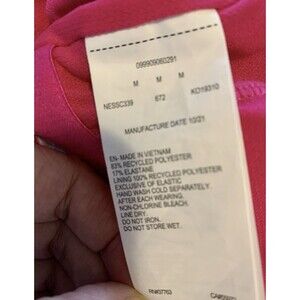 099909060291
M M M
NESSC339 672 KO19310
MANUFACTURE DATE 10/21
EN- MADE IN VIETNAM
83% RECYCLED POLYESTER
17% ELASTANE
LINING 100% RECYCLED POLYESTER
EXCLUSIVE OF ELASTIC
HAND WASH COLD SEPARATELY.
AFTER EACH WEARING.
NON-CHLORINE BLEACH.
LINE DRY.
DO NOT IRON.
DO NOT STORE WET.